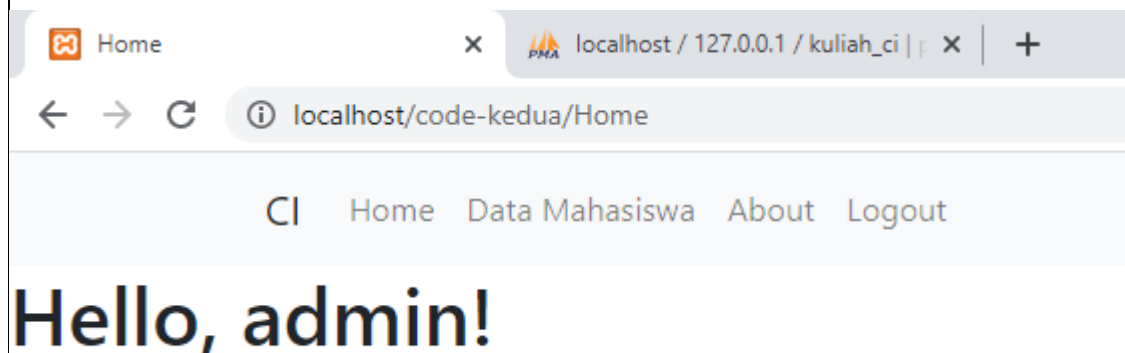 Home
PMA localhost / 127.0.0.1 / kuliah_ci |
localhost/code-kedua/Home
CI Home Data Mahasiswa About Logout
Hello, admin!